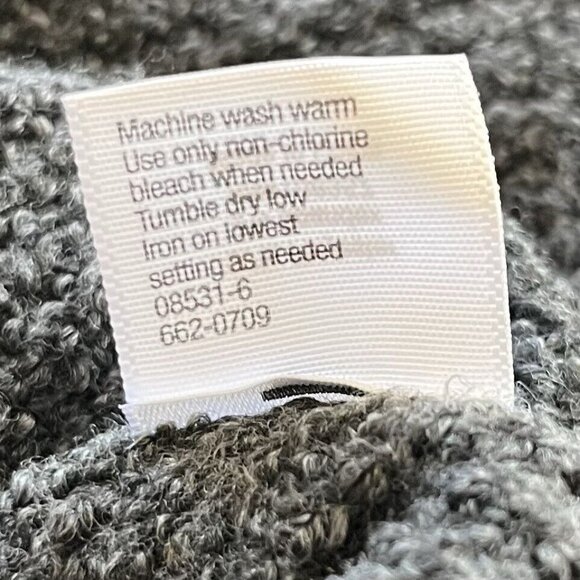 Machine wash warm
Use only non-chlorine
bleach when needed
Tumble dry low
Iron on lowest
setting as needed
08531-6
662-0709